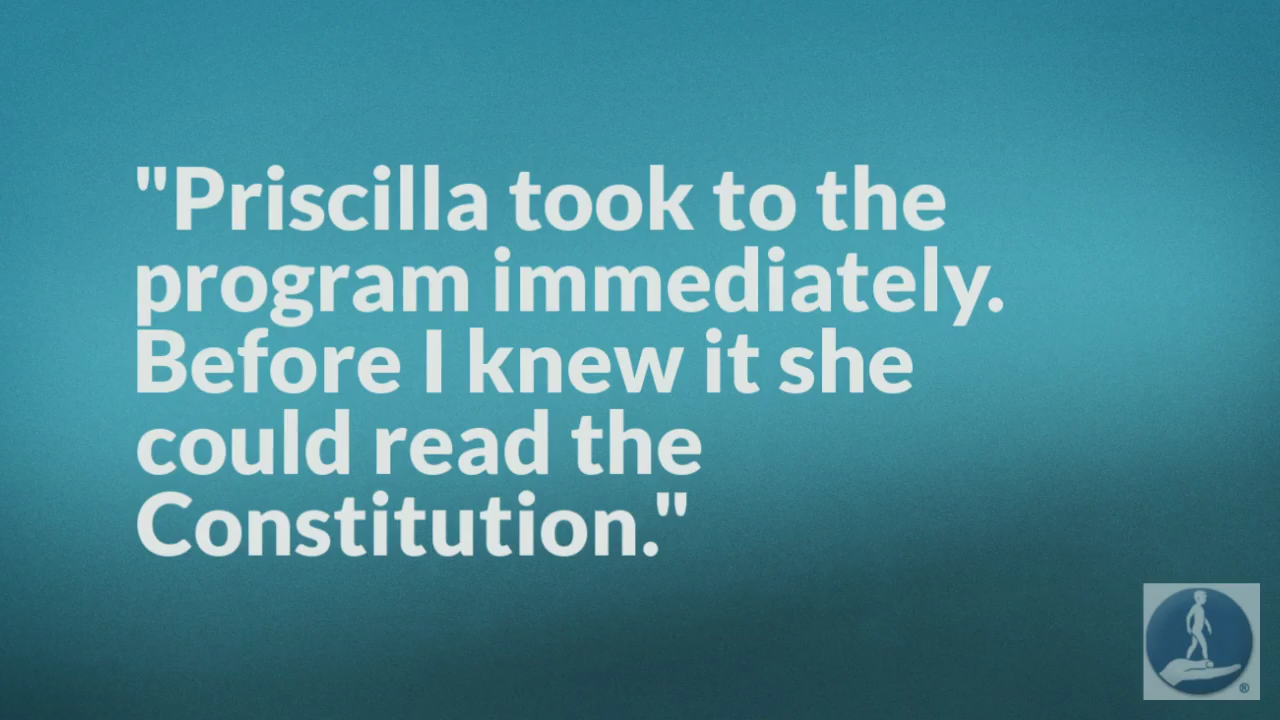 "Priscilla took to the
program immediately.
Before I knew it she
could read the
Constitution."
®